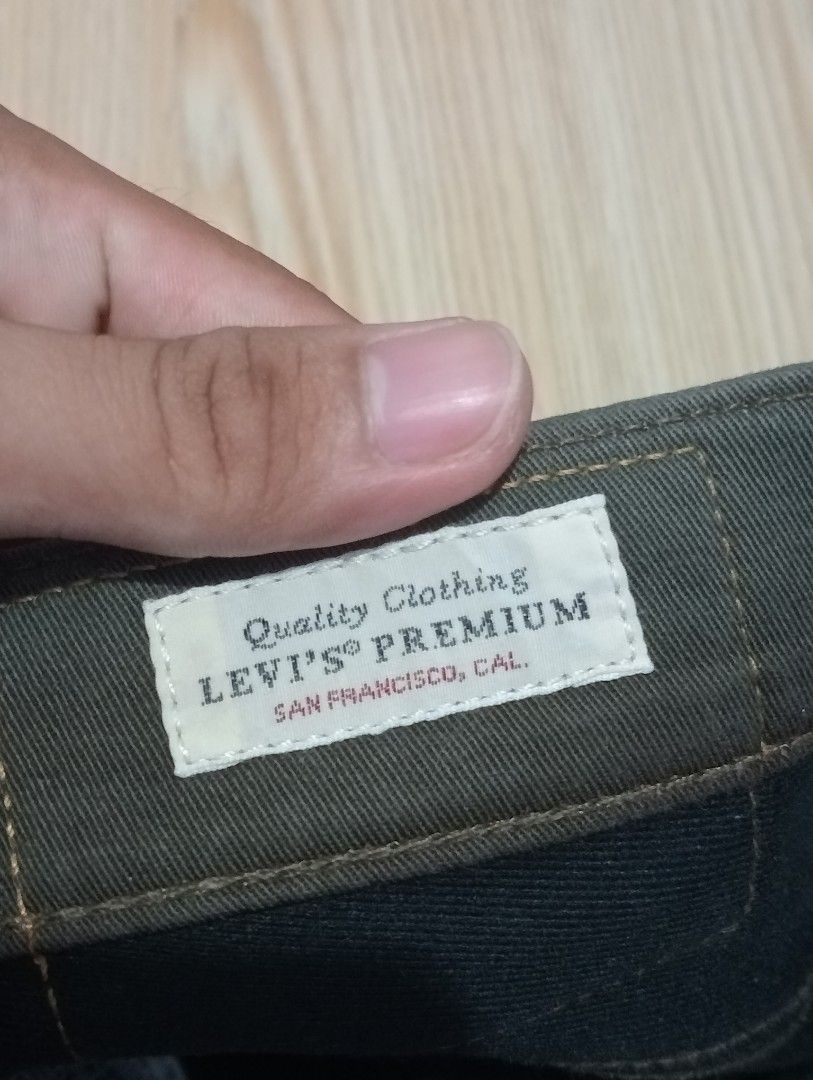 Quality Clothing
LEVI'S® PREMIUM
SAN FRANCISCO, CAL.